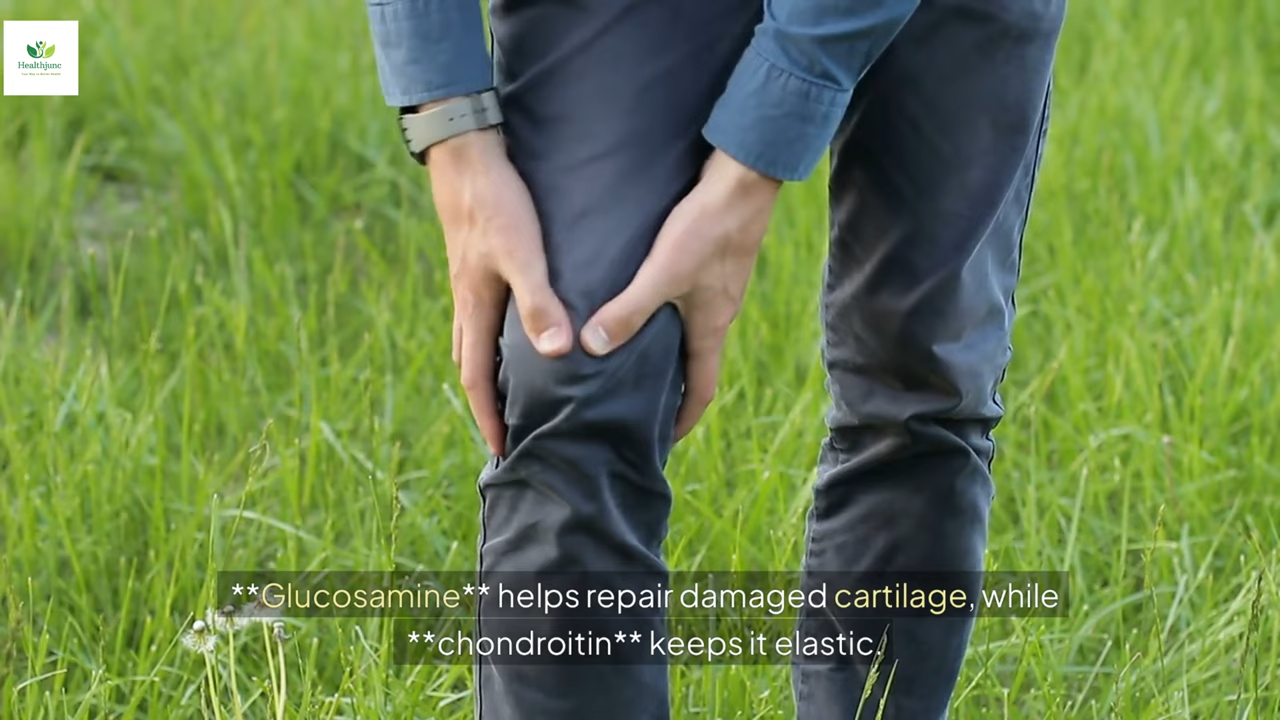 Healthjunc
**Glucosamine** helps repair damaged cartilage, while
**chondroitin** keeps it elastic.